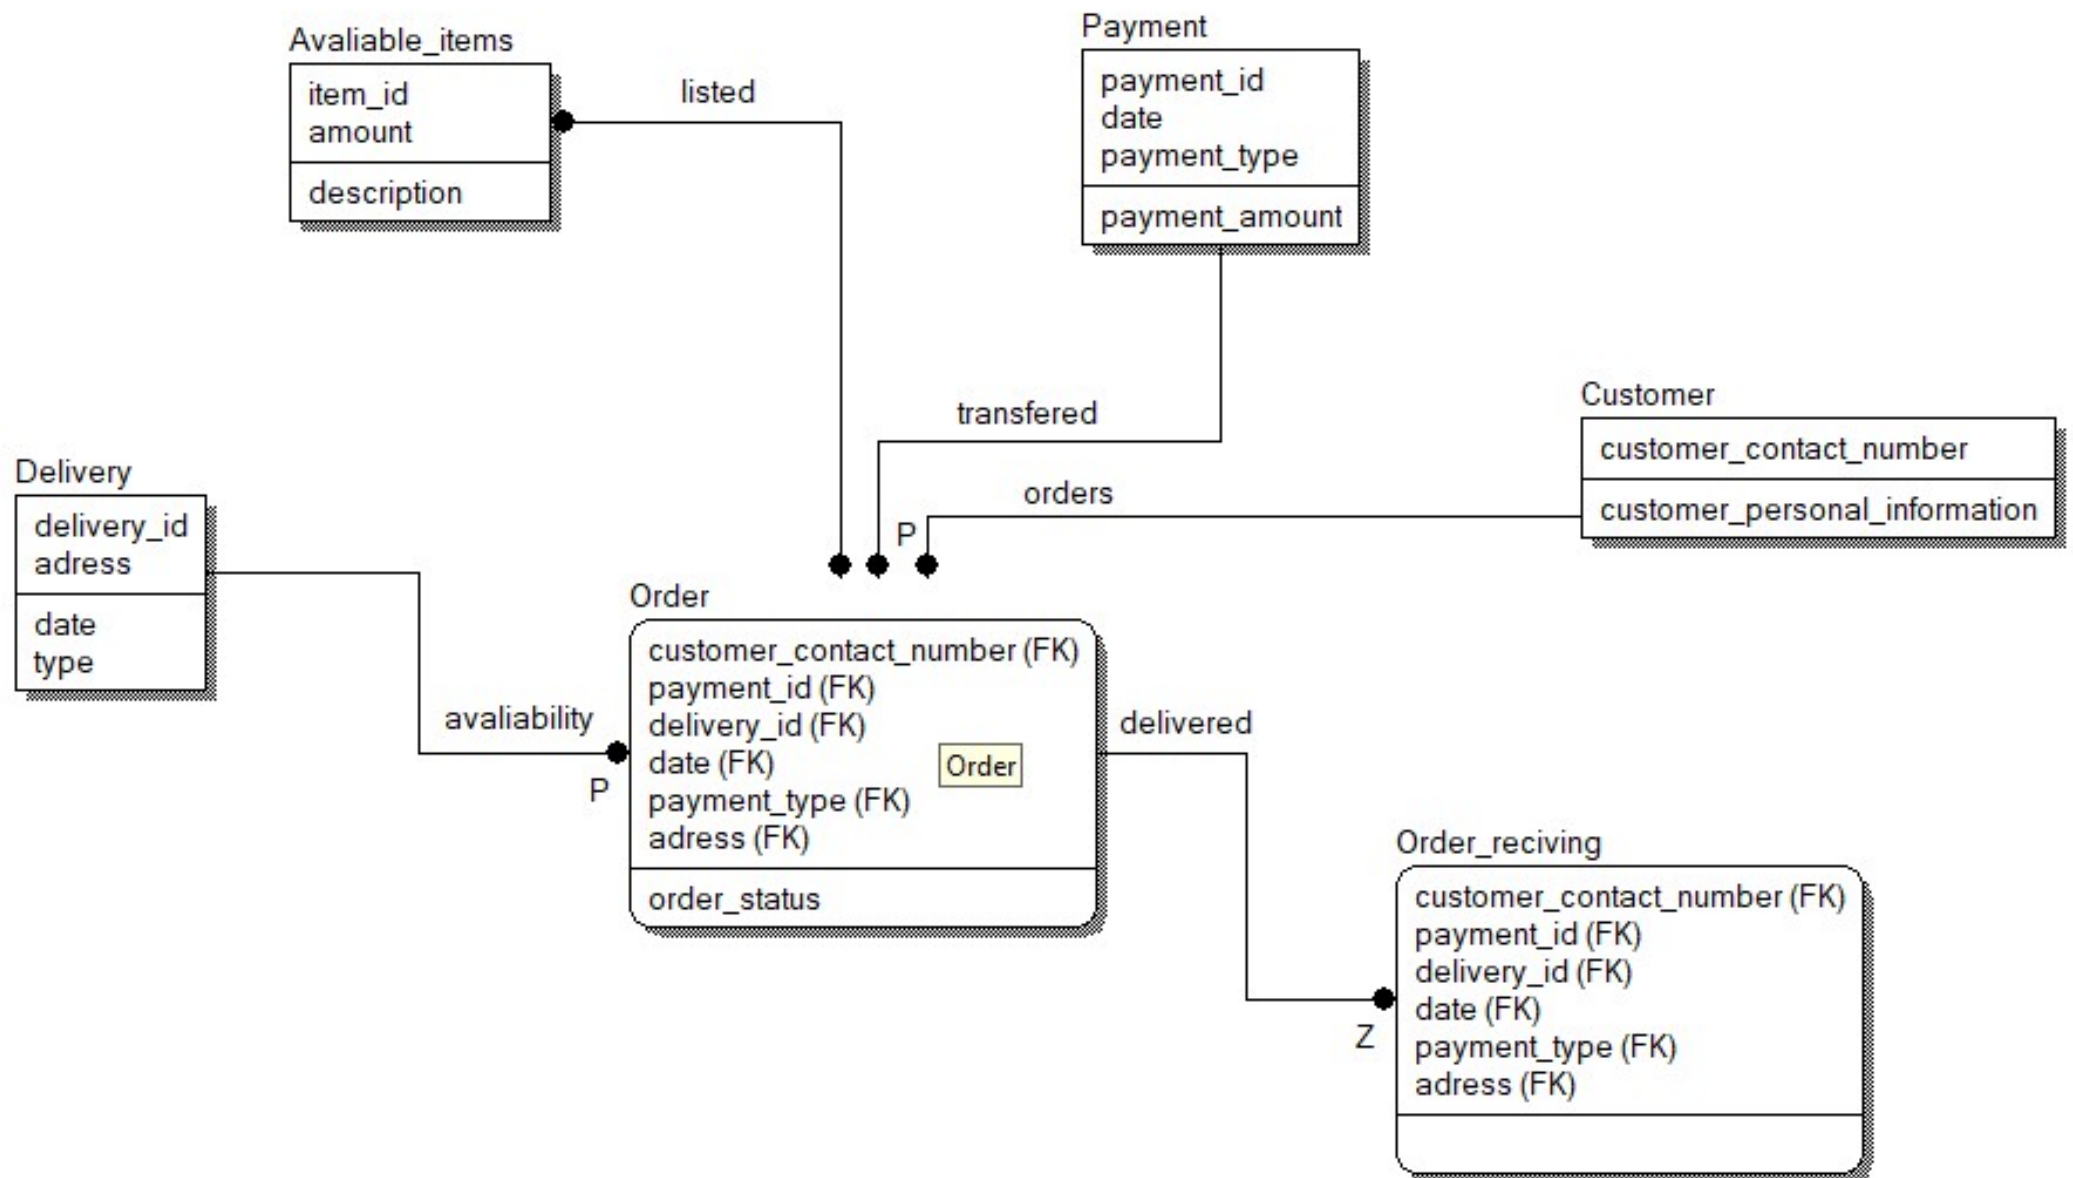 Avaliable_items
item_id
amount
description
listed
Payment
payment_id
date
payment_type
payment_amount
transfered
Customer
customer_contact_number
customer_personal_information
orders
P
Delivery
delivery_id
adress
date
type
avaliability
P
Order
customer_contact_number (FK)
payment_id (FK)
delivery_id (FK)
date (FK)
payment_type (FK)
adress (FK)
order_status
Order
delivered
Z
Order_reciving
customer_contact_number (FK)
payment_id (FK)
delivery_id (FK)
date (FK)
payment_type (FK)
adress (FK)